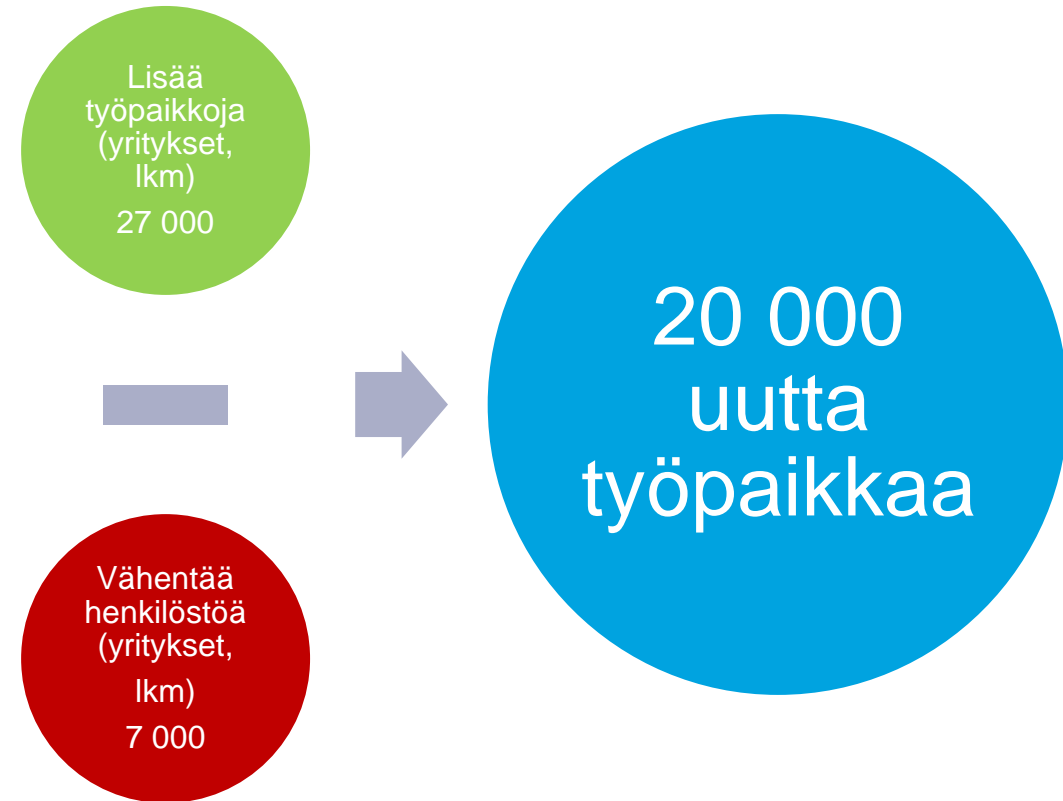 Lisää
työpaikkoja
(yritykset,
lkm)
27 000
Vähentää
henkilöstöä
(yritykset,
lkm)
7 000
20 000
uutta
työpaikkaa